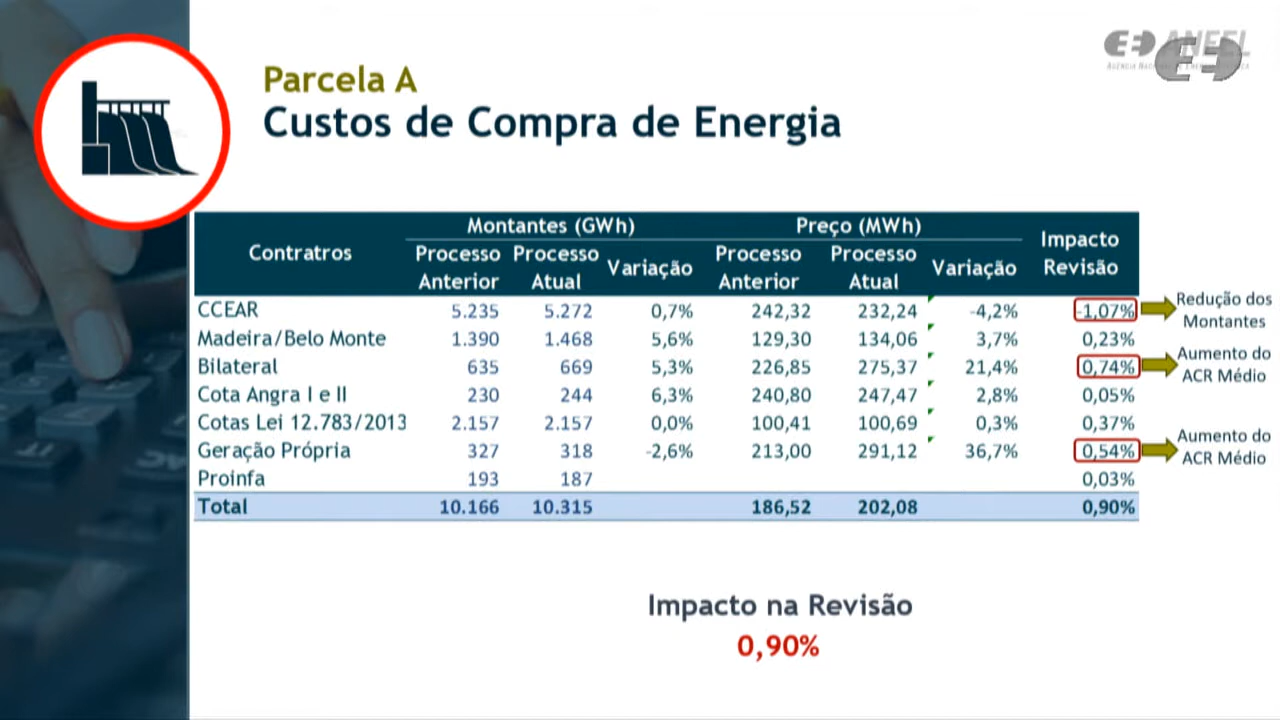 ANEEL
Parcela A
Custos de Compra de Energia
Contratros Montantes (GWh) Preço (MWh) Impacto Revisão
Processo Anterior Processo Atual Variação Processo Anterior Processo Atual Variação
CCEAR 5.235 5.272 0,7% 242,32 232,24 -4,2% -1,07% Redução dos Montantes
Madeira/Belo Monte 1.390 1.468 5,6% 129,30 134,06 3,7% 0,23%
Bilateral 635 669 5,3% 226,85 275,37 21,4% 0,74% Aumento do ACR Médio
Cota Angra I e II 230 244 6,3% 240,80 247,47 2,8% 0,05%
Cotas Lei 12.783/2013 2.157 2.157 0,0% 100,41 100,69 0,3% 0,37%
Geração Própria 327 318 -2,6% 213,00 291,12 36,7% 0,54% Aumento do ACR Médio
Proinfa 193 187 0,03%
Total 10.166 10.315 186,52 202,08 0,90%
Impacto na Revisão
0,90%